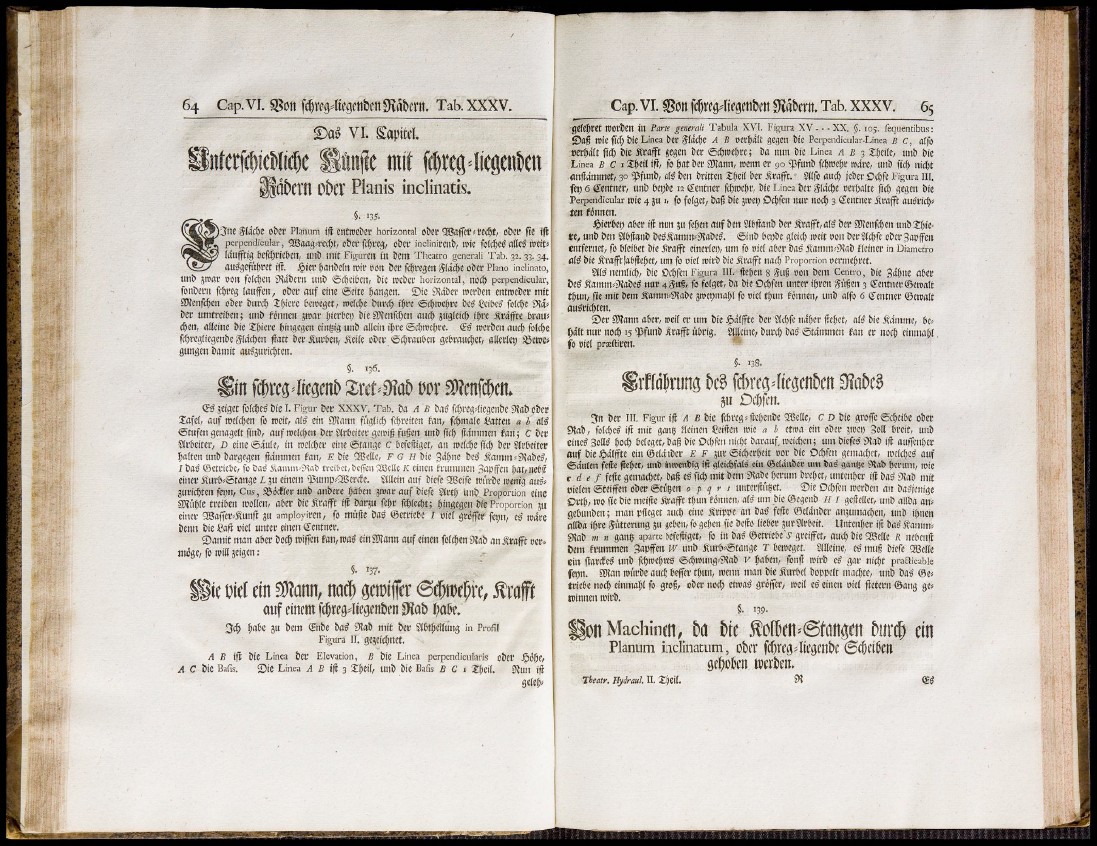 64 Cap. VI. Von schreg-liegenden Rädern. Tab. XXXV.
Das VI. Capitel.
Unterschiedliche Künste mit schreg-liegenden
Rädern oder Planis inclinatis.
§. 135.
Eine Fläche oder Planum ist entweder horizontal oder Wasser-recht, oder sie ist
perpendicular, Waag-recht, oder schreg, oder inclinirend, wie solches alles weit-
läufftig beschrieben, und mit Figuren in dem Theatro generali Tab. 32. 33. 34.
ausgeführet ist. Hier handeln wir von der schregen Fläche oder Plano inclinato,
und zwar von solchen Rädern und Scheiben, die weder horizontal, noch perpendicular,
sondern schreg lauffen, oder auf eine Seite hangen. Die Räder werden entweder mit
Menschen oder durch Thiere beweget, welche durch ihre Schwehre des Leibes solche Rä-
der umtreiben; und können zwar hierbey die Menschen auch zugleich ihre Kräffte brau-
chen, alleine die Thiere hingegen eintzig und allein ihre Schwehre. Es werden auch solche
schregliegende Flächen statt der Kurben, Keile oder Schrauben gebrauchet, allerley Bewe-
gungen damit auszurichten.
§. 136.
Ein schreg-liegend Tret-Rad vor Menschen.
Es zeiget solches die I. Figur der XXXV. Tab. da A B das schreg-liegende Rad oder
Tafel, auf welchen so weit, als ein Mann füglich schreiten kan, schmale Latten a b als
Stufen genagelt sind, auf welchen der Arbeiter gewiß fußen und sich stämmen kan; C der
Arbeiter, D eine Säule, in welcher eine Stange C befestiget, an welche sich der Arbeiter
halten und dargegen stämmen kan, E die Welle, F G H die Zähne des Kamm-Rades,
I das Getriebe, so das Kamm-Rad treibet, dessen Welle K einen krummen Zapffen hat, nebst
einer Kurb-Stange L zu einem Pump-Wercke. Allein auf diese Weise würde wenig aus-
zurichten seyn, Cus, Böckler und andere haben zwar auf diese Arth und Proportion eine
Mühle treiben wollen, aber die Krafft ist darzu sehr schlecht; hingegen die Proportion zu
einer Wasser-Kunst zu employiren, so müste das Getriebe I viel grösser seyn, es wäre
denn die Last viel unter einen Centner.
Damit man aber doch wissen kan, was ein Mann auf einen solchen Rad an Krafft ver-
möge, so will zeigen:
§. 137.
Wie viel ein Mann, nach gewisser Schwehre, Krafft
auf einem schreg-liegenden Rad habe.
Ich habe zu dem Ende das Rad mit der Abtheilung in Profil
Figura II. gezeichnet.
A B ist die Linea der Elevation, B die Linea perpendicularis oder Höhe,
A C die Basis. Die Linea A B ist 3 Theil, und die Basis B C 1 Theil. Nun ist
geleh-
Cap. VI. Von schreg-liegenden Rädern. Tab. XXXV. 65
gelehret worden in Parte generali Tabula XVI. Figura XV - - - XX. §. 105. sequentibus:
Daß wie sich die Linea der Fläche A B verhält gegen die Perpendicular-Linea B C, also
verhält sich die Krafft gegen der Schwehre; da nun die Linea A B 3 Theile, und die
Linea B C 1 Theil ist, so hat der Mann, wenn er 90 Pfund schwehr wäre, und sich nicht
anstämmet, 30 Pfund, als den dritten Theil der Krafft. Also auch jeder Ochse Figura III.
sey 6 Centner, und beyde 12 Centner schwehr, die Linea der Fläche verhalte sich gegen die
Perpendicular wie 4 zu 1, so folget, daß die zwey Ochsen nur noch 3 Centner Krafft ausrich-
ten können.
Hierbey aber ist nun zu sehen auf den Abstand der Krafft, als der Menschen und Thie-
re, und den Abstand des Kamm-Rades. Sind beyde gleich weit von der Achse oder Zapffen
entfernet, so bleibet die Krafft einerley, um so viel aber das Kamm-Rad kleiner in Diametro
als die Krafft abstehet, um so viel wird die Krafft nach Proportion vermehret.
Als nemlich, die Ochsen Figura III. stehen 8 Fuß von dem Centro, die Zähne aber
des Kamm-Rades nur 4 Fuß, so folget, da die Ochsen unter ihren Füßen 3 Centner Gewalt
thun, sie mit dem Kamm-Rade zweymahl so viel thun können, und also 6 Centner Gewalt
ausrichten.
Der Mann aber, weil er um die Hälffte der Achse näher stehet, als die Kämme, be-
hält nur noch 15 Pfund Krafft übrig. Alleine, durch das Stämmen kan er noch einmahl
so viel præstiren.
§. 138.
Erklährung des schreg-liegenden Rades
zu Ochsen.
In der III. Figur ist A B die schreg-stehende Welle, C D die grosse Scheibe oder
Rad, solches ist mit gantz kleinen Leisten wie a b etwa ein oder zwey Zoll breit, und
eines Zolls hoch beleget, daß die Ochsen nicht darauf weichen; um dieses Rad ist aussenher
auf die Hälffte ein Geländer E F zur Sicherheit vor die Ochsen gemachet, welches auf
Säulen feste stehet, und inwendig ist gleichfals ein Geländer um das gantze Rad herum, wie
c d e f feste gemachet, daß es sich mit dem Rade herum drehet, untenher ist das Rad mit
vielen Steiffen oder Stützen o p q r s unterstützet. Die Ochsen werden an dasjenige
Orth, wo sie die meiste Krafft thun können, als um die Gegend H I gestellet, und allda an-
gebunden; man pfleget auch eine Krippe an das feste Geländer anzumachen, und ihnen
allda ihre Fütterung zu geben, so gehen sie desto lieber zur Arbeit. Untenher ist das Kamm-
Rad m n gantz aparte befestiget, so in das Getriebe S greiffet, auch die Welle R nebenst
dem krummen Zapffen W und Kurb-Stange T beweget. Alleine, es muß diese Welle
ein starckes und schwehres Schwung-Rad V haben, sonst wird es gar nicht practicable
seyn. Man würde auch besser thun, wenn man die Kurbel doppelt machte, und das Ge-
triebe noch einmahl so groß, oder noch etwas grösser, weil es einen viel stetern Gang ge-
winnen wird.
§. 139.
Von Machinen, da die Kolben-Stangen durch ein
Planum inclinatum, oder schreg-liegende Scheiben
gehoben werden.
Theatr. Hydraul. II. Theil. R Es